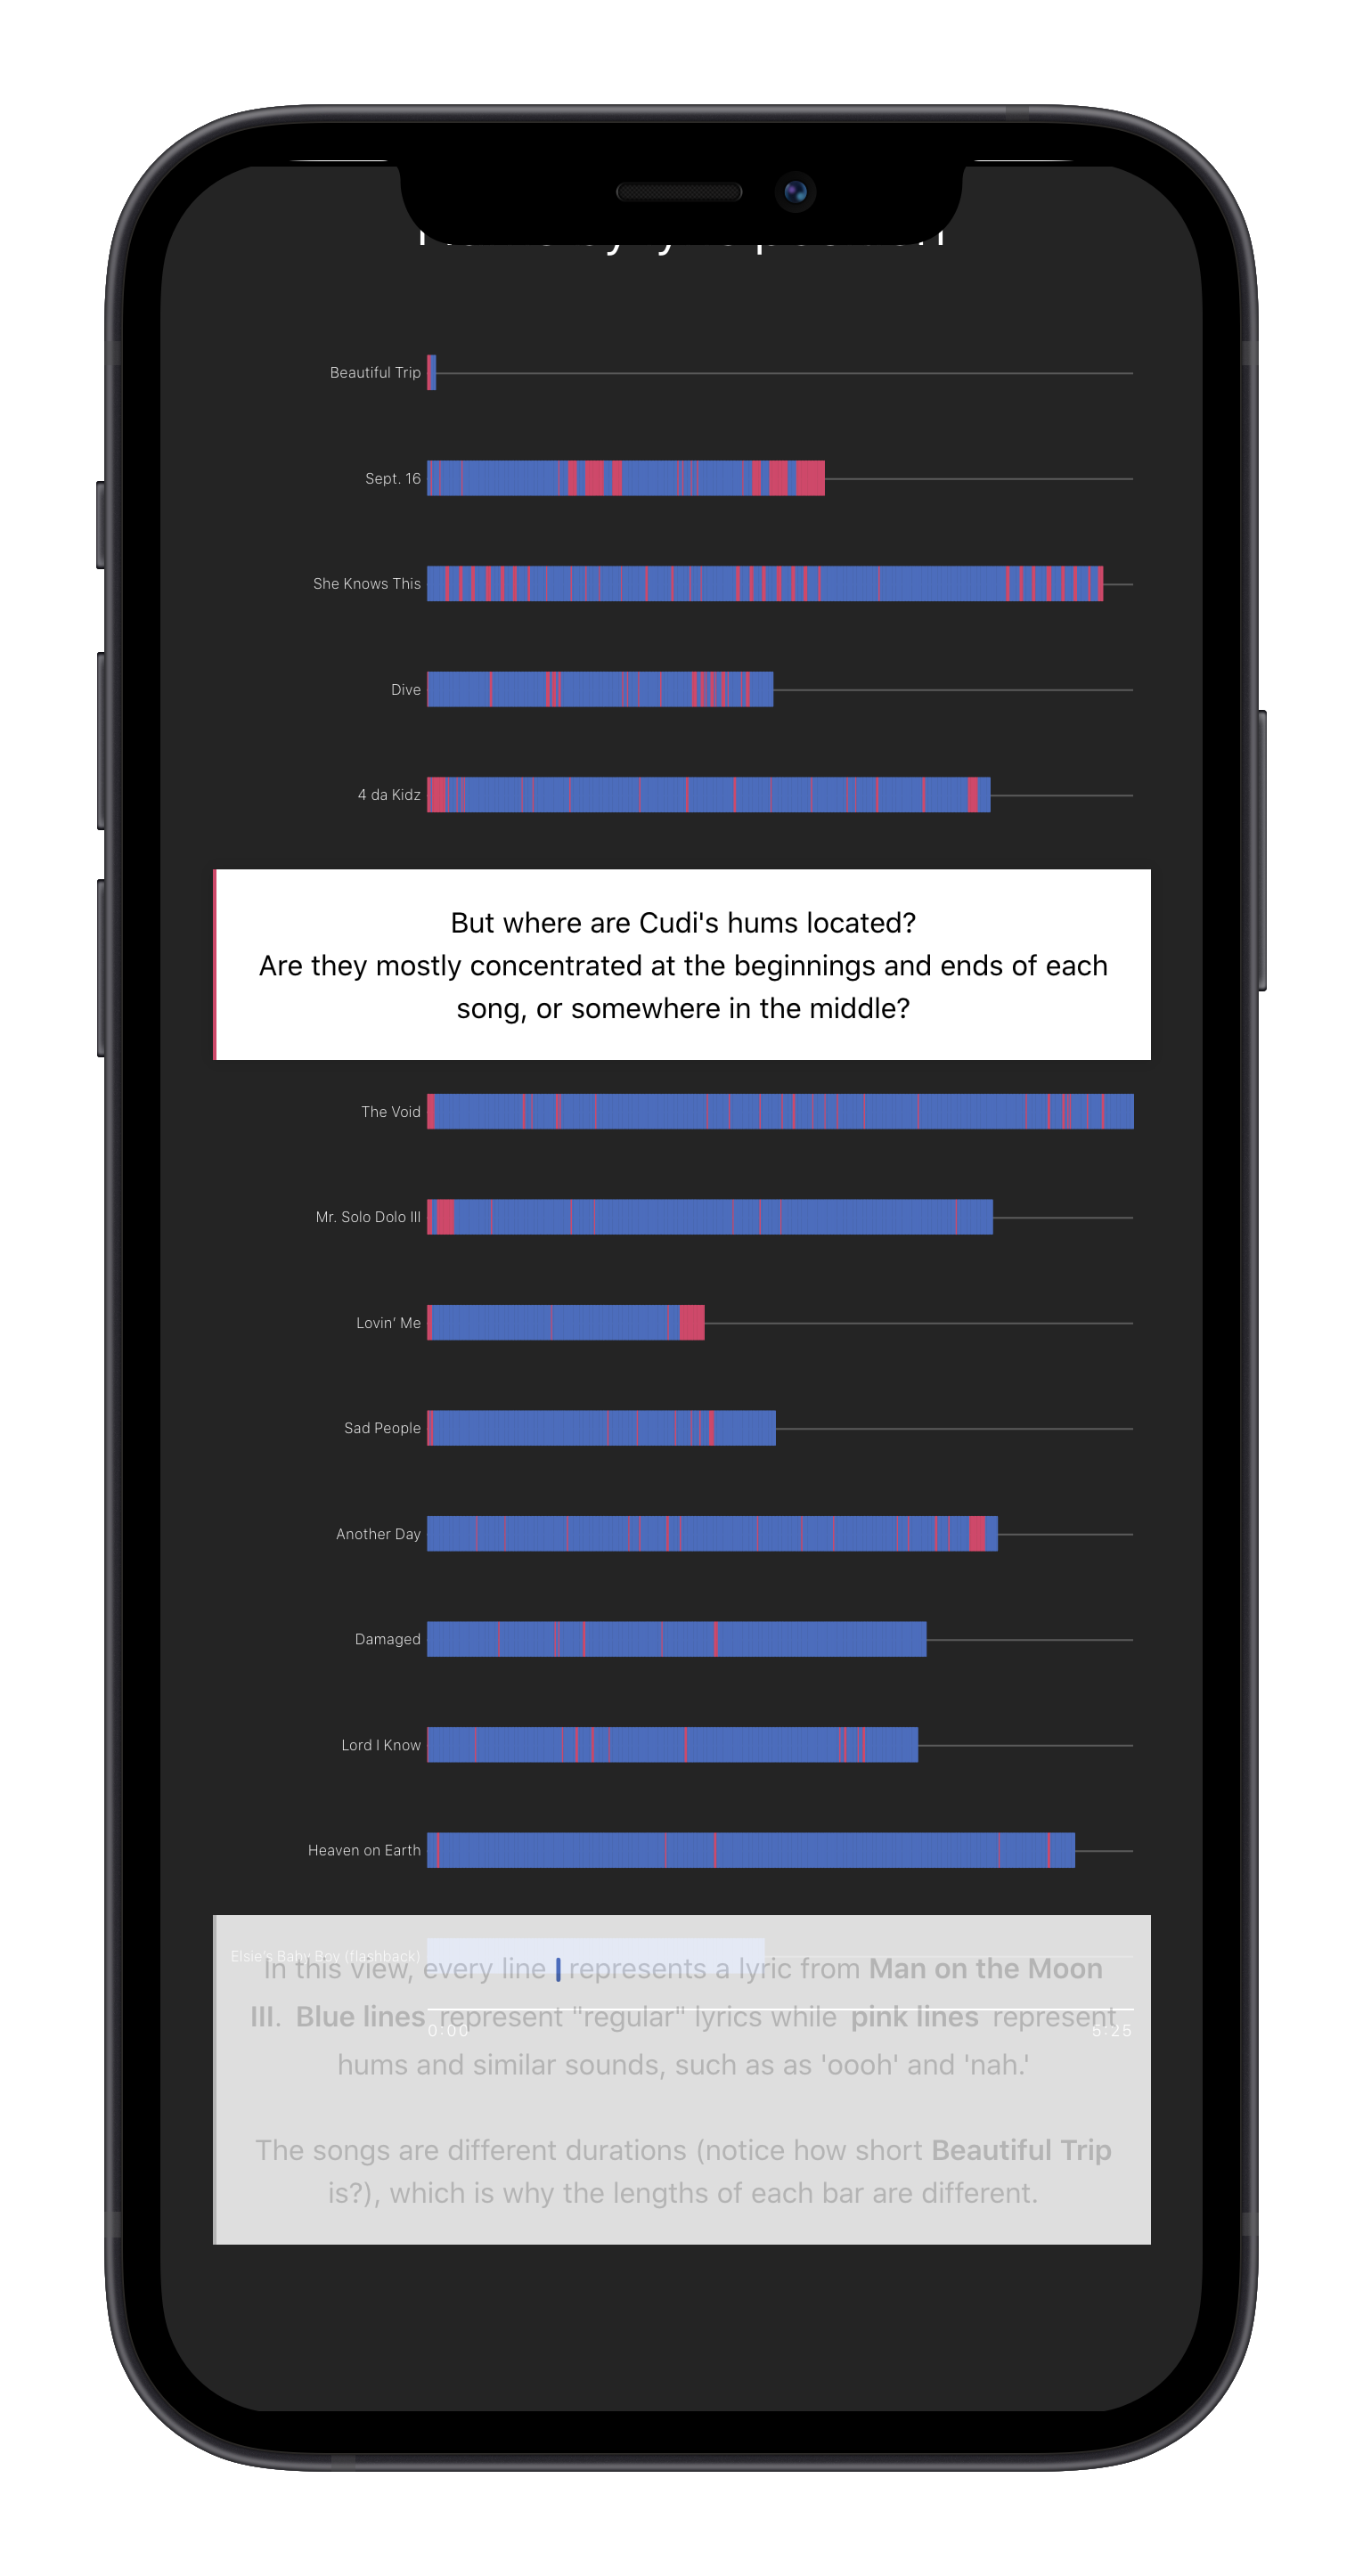 Beautiful Trip
Sept. 16
She Knows This
Dive
4 da Kidz
But where are Cudi's hums located?
Are they mostly concentrated at the beginnings and ends of each
song, or somewhere in the middle?
The Void
Mr. Solo Dolo III
Lovin' Me
Sad People
Another Day
Damaged
Lord I Know
Heaven on Earth
Elsie's Baby Boy (flashback)
In this view, every line represents a lyric from Man on the Moon
III. Blue lines represent "regular" lyrics while pink lines represent
0:00 5:25
hums and similar sounds, such as as 'oooh' and 'nah.'
The songs are different durations (notice how short Beautiful Trip
is?), which is why the lengths of each bar are different.